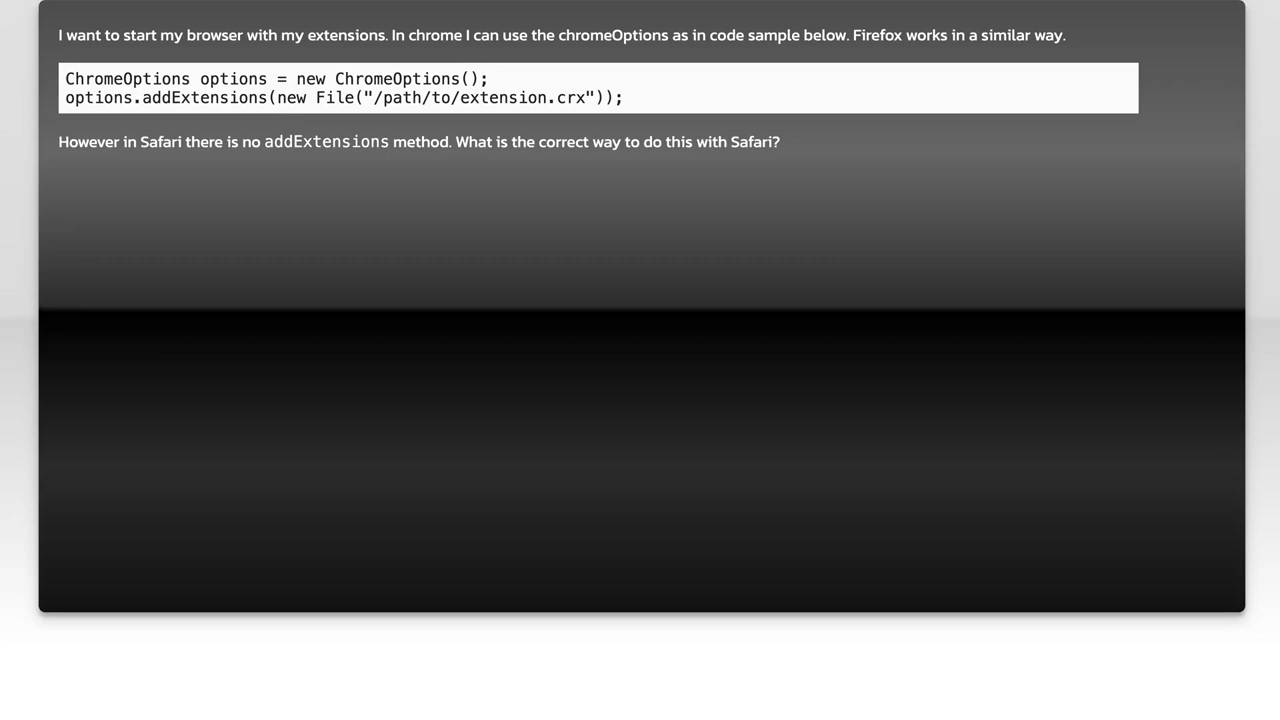 I want to start my browser with my extensions. In chrome I can use the chromeOptions as in code sample below. Firefox works in a similar way.
ChromeOptions options = new ChromeOptions();
options.addExtensions(new File("/path/to/extension.crx"));
However in Safari there is no addExtensions method. What is the correct way to do this with Safari?